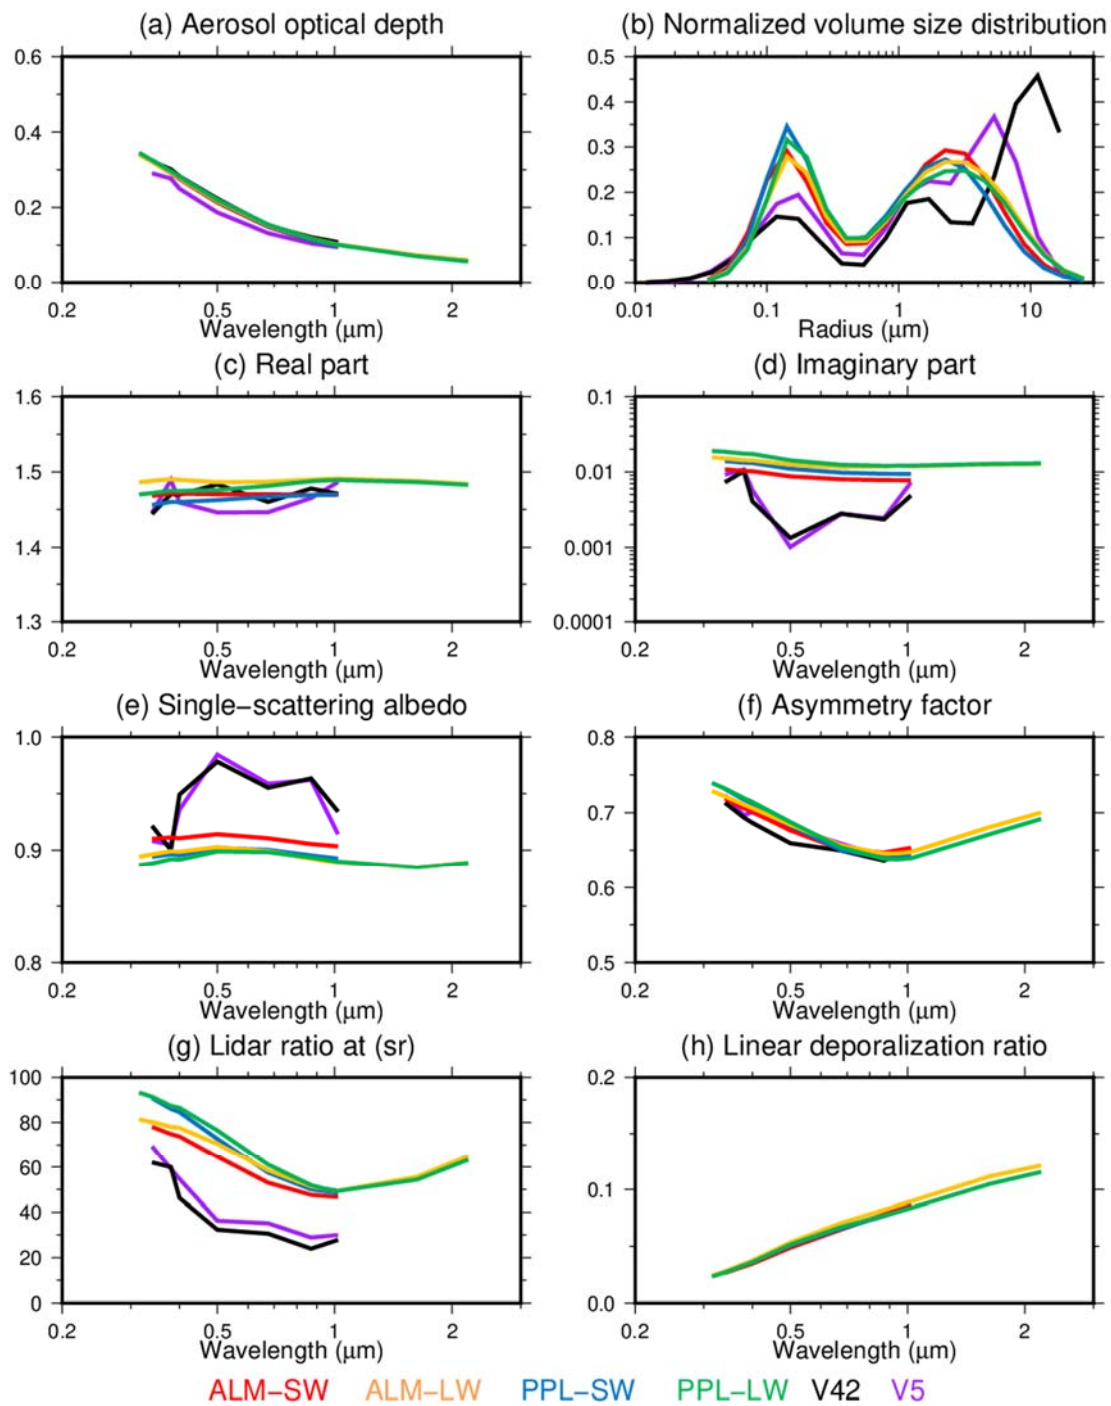 (a) Aerosol optical depth
0.6
0.4
0.2
0.0
0.2 0.5 1 2
Wavelength (μm)
(b) Normalized volume size distribution
0.5
0.4
0.3
0.2
0.1
0.0
0.01 0.1 1 10
Radius (μm)
(c) Real part
1.6
1.5
1.4
1.3
0.2 0.5 1 2
Wavelength (μm)
(d) Imaginary part
0.1
0.01
0.001
0.0001
0.2 0.5 1 2
Wavelength (μm)
(e) Single−scattering albedo
1.0
0.9
0.8
0.2 0.5 1 2
Wavelength (μm)
(f) Asymmetry factor
0.8
0.7
0.6
0.5
0.2 0.5 1 2
Wavelength (μm)
(g) Lidar ratio at (sr)
100
80
60
40
20
0
0.2 0.5 1 2
Wavelength (μm)
(h) Linear deporalization ratio
0.2
0.1
0.0
0.2 0.5 1 2
Wavelength (μm)
ALM−SW ALM−LW PPL−SW PPL−LW V42 V5